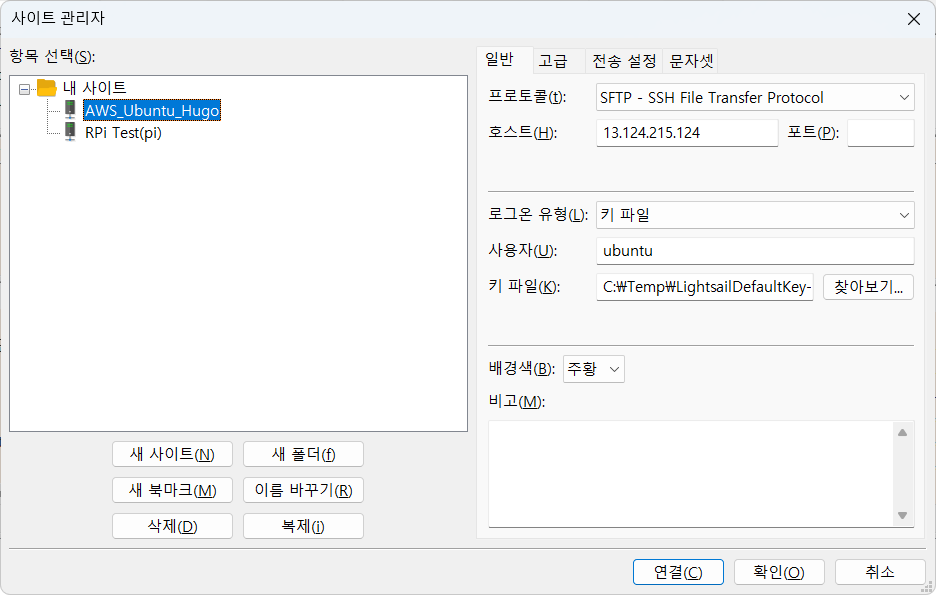 사이트 관리자
항목 선택(S):
내 사이트
AWS_Ubuntu_Hugo
RPi Test(pi)
새 사이트(N)
새 폴더(f)
새 북마크(M)
이름 바꾸기(R)
삭제(D)
복제(i)
일반
고급
전송 설정
문자셋
프로토콜(t):
SFTP - SSH File Transfer Protocol
호스트(H):
13.124.215.124
포트(P):
로그온 유형(L):
키 파일
사용자(U):
ubuntu
키 파일(K):
C:₩Temp₩LightsailDefaultKey-
찾아보기...
배경색(B):
주황
비고(M):
연결(C)
확인(O)
취소